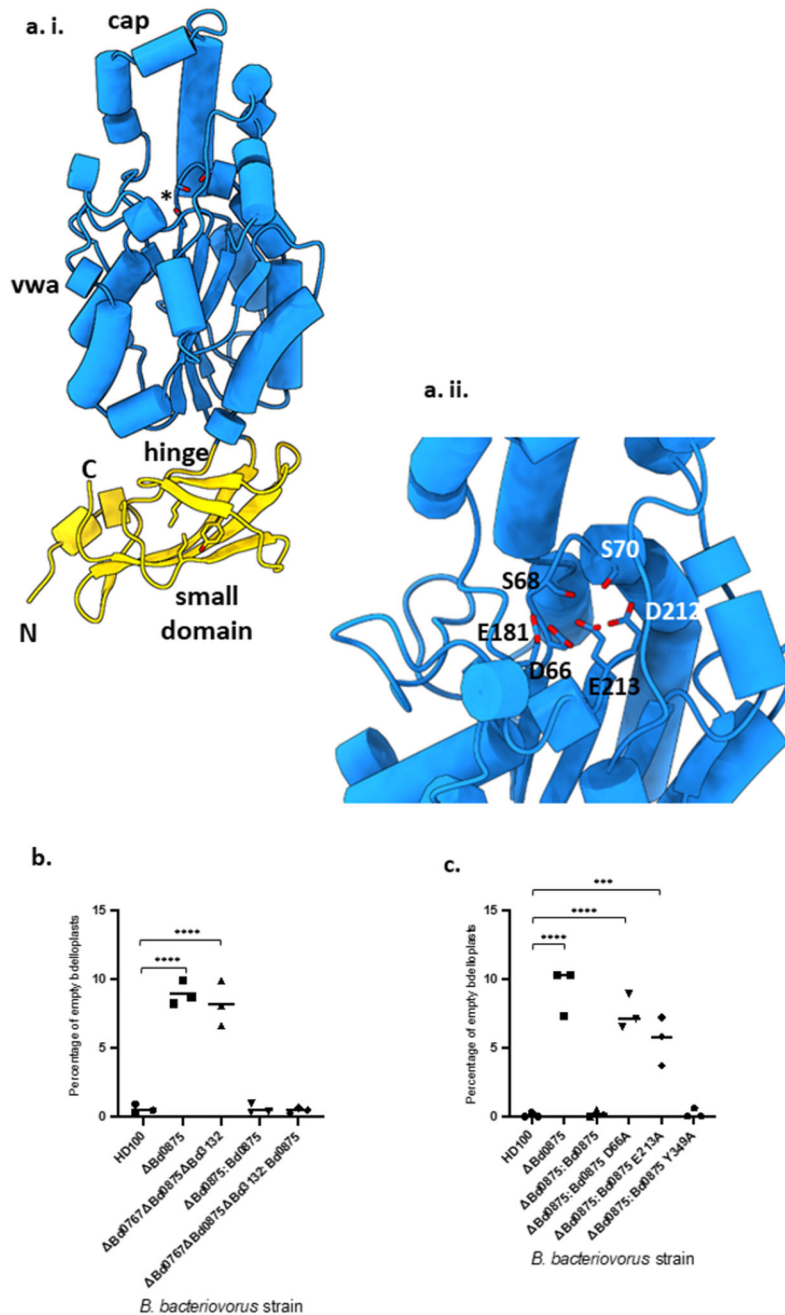 a. i.
cap
*
vwa
hinge
C
N
small
domain
a. ii.
S70
S68
D212
E181
D66
E213
b.
Percentage of empty bdelloplasts
15
10
5
0
****
****
HD100
ΔBd0875
ΔBd0767ΔBd0875ΔBd3132
ΔBd0875: Bd0875
ΔBd0767ΔBd0875ΔBd3132: Bd0875
B. bacteriovorus strain
c.
Percentage of empty bdelloplasts
15
10
5
0
***
****
****
HD100
ΔBd0875
ΔBd0875: Bd0875
ΔBd0875: Bd0875 D66A
ΔBd0875: Bd0875 E213A
ΔBd0875: Bd0875 Y349A
B. bacteriovorus strain